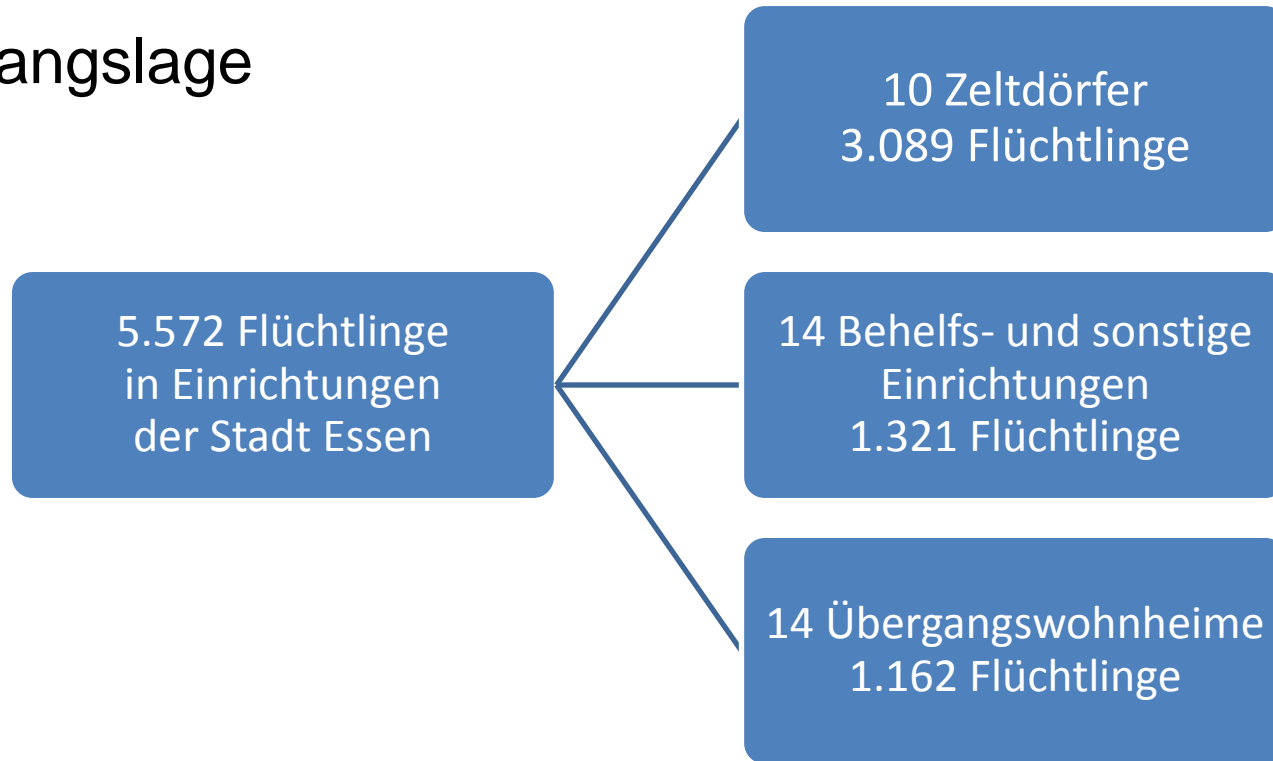 angslage
10 Zeltdörfer
3.089 Flüchtlinge
5.572 Flüchtlinge
in Einrichtungen
der Stadt Essen
14 Behelfs- und sonstige
Einrichtungen
1.321 Flüchtlinge
14 Übergangswohnheime
1.162 Flüchtlinge